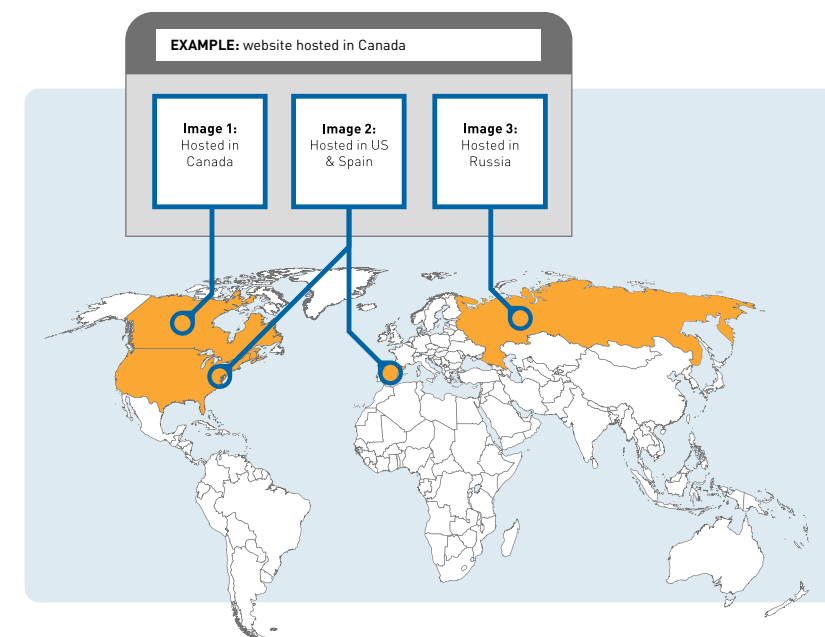 EXAMPLE: website hosted in Canada
Image 1:
Hosted in
Canada
Image 2:
Hosted in US
& Spain
Image 3:
Hosted in
Russia